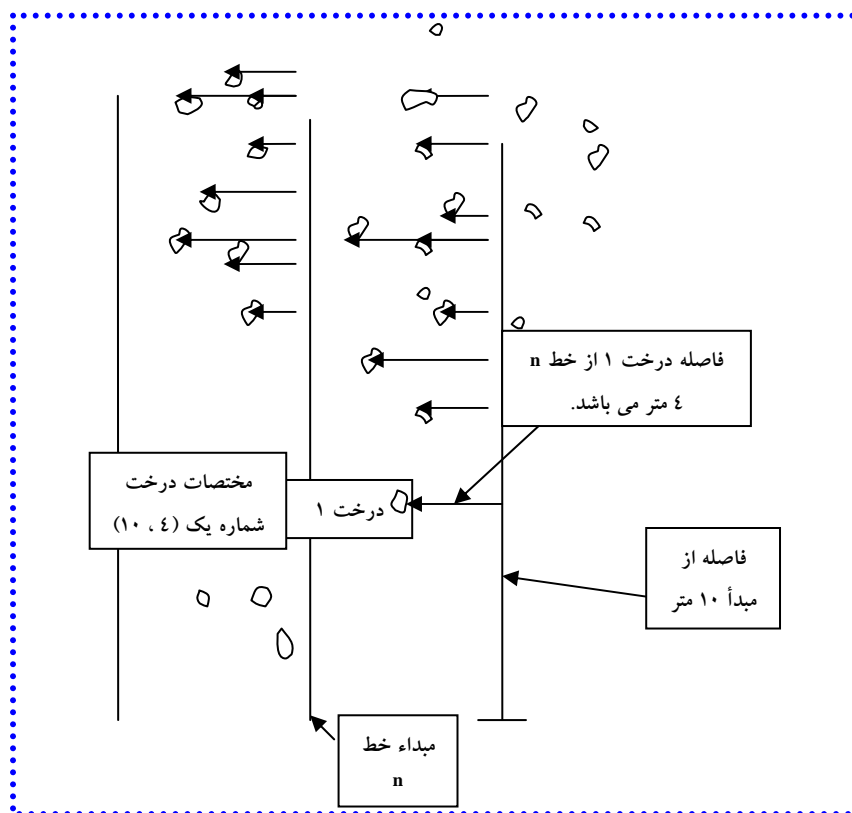 فاصله درخت ۱ از خط n
٤ متر می باشد.
مختصات درخت
شماره یک (٤ ، ۱۰)
درخت ۱
فاصله از
مبدأ ۱۰ متر
مبداء خط
n